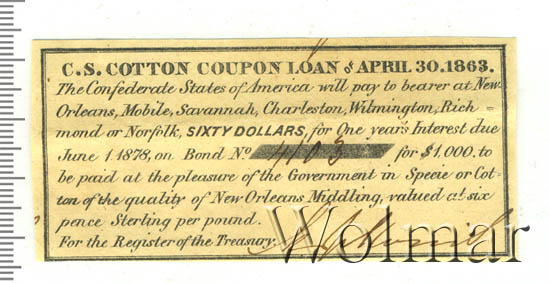 C.S. COTTON COUPON LOAN of APRIL 30.1863.
The Confederate States of America will pay to bearer at New-
Orleans, Mobile, Savannah, Charleston, Wilmington, Rich-
mond or Norfolk, SIXTY DOLLARS, for One year's Interest due
June 1 1878, on Bond No. 4103 for $1,000. to
be paid at the pleasure of the Government in Specie or Cot-
ton of the quality of New Orleans Middling, valued at six
pence Sterling per pound.
For the Register of the Treasury.
Wolmar